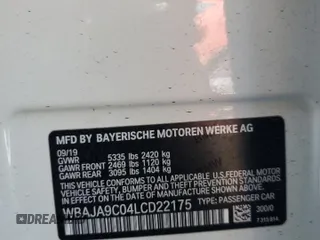 MFD BY BAYERISCHE MOTOREN WERKE AG
09/19
GVWR 5335 lbs 2420 kg
GAWR FRONT 2469 lbs 1120 kg
GAWR REAR 3095 lbs 1404 kg
THIS VEHICLE CONFORMS TO ALL APPLICABLE U.S. FEDERAL
MOTOR VEHICLE SAFETY, BUMPER, AND THEFT PREVENTION
STANDARDS IN EFFECT ON THE DATE OF MANUFACTURE
SHOWN ABOVE.
WBAJA9C04LCD22175 TYPE: PASSENGER CAR
300/0